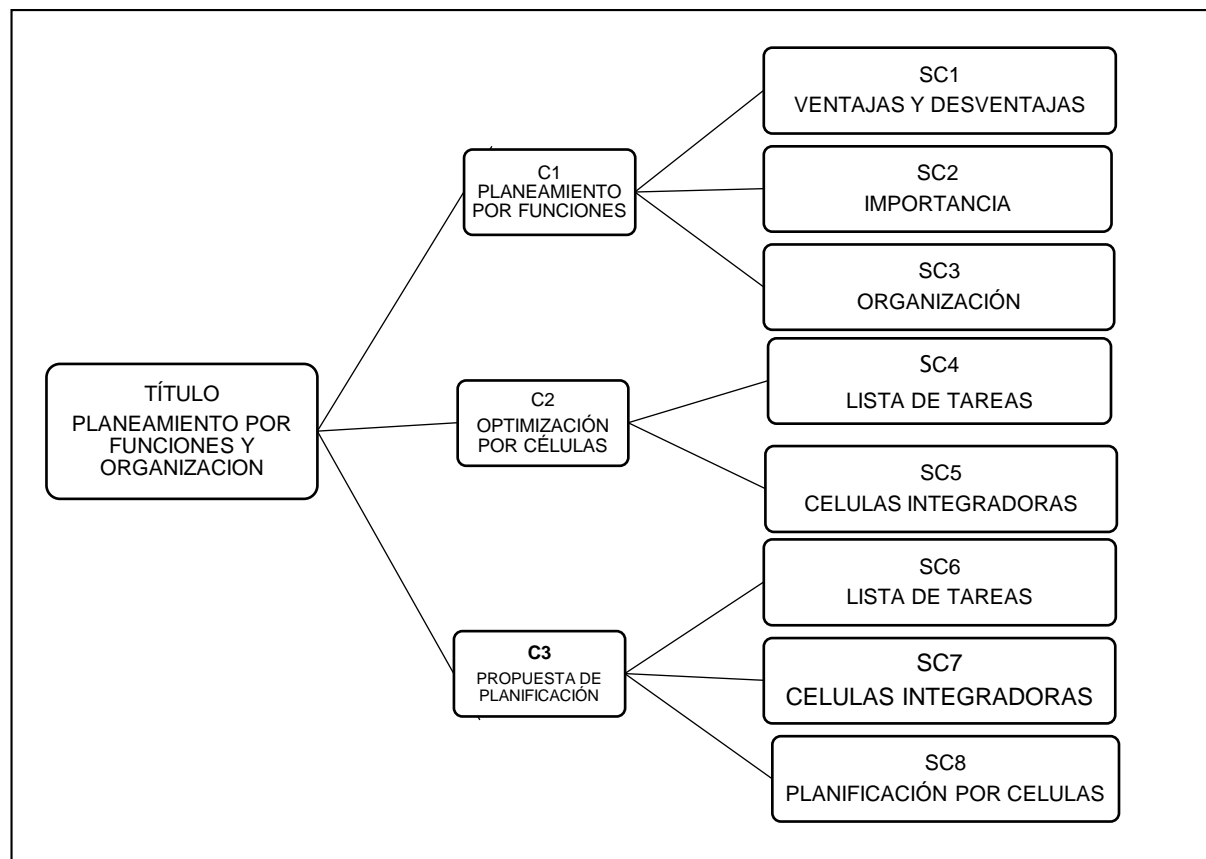 TÍTULO
PLANEAMIENTO POR
FUNCIONES Y
ORGANIZACION
C1
PLANEAMIENTO
POR FUNCIONES
SC1
VENTAJAS Y DESVENTAJAS
SC2
IMPORTANCIA
SC3
ORGANIZACIÓN
C2
OPTIMIZACIÓN
POR CÉLULAS
SC4
LISTA DE TAREAS
SC5
CELULAS INTEGRADORAS
C3
PROPUESTA DE
PLANIFICACIÓN
SC6
LISTA DE TAREAS
SC7
CELULAS INTEGRADORAS
SC8
PLANIFICACIÓN POR CELULAS